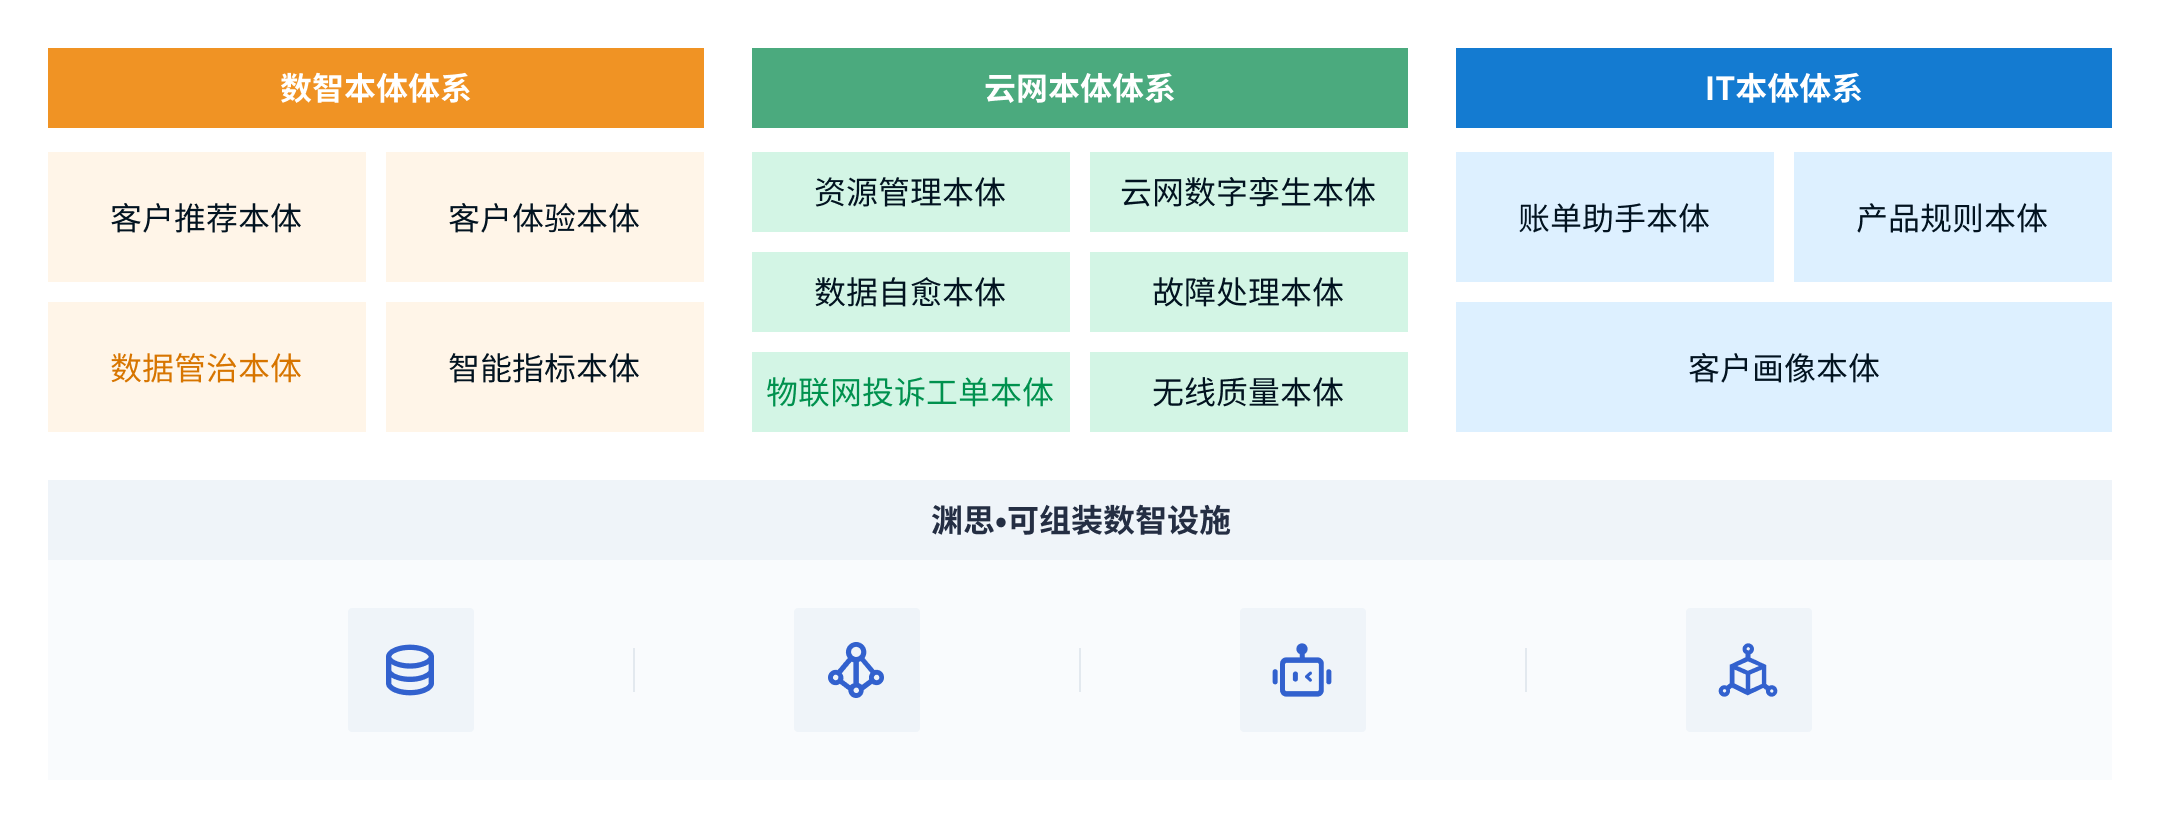 数智本体体系
客户推荐本体
客户体验本体
数据管治本体
智能指标本体
云网本体体系
资源管理本体
云网数字孪生本体
数据自愈本体
故障处理本体
物联网投诉工单本体
无线质量本体
IT本体体系
账单助手本体
产品规则本体
客户画像本体
渊思•可组装数智设施